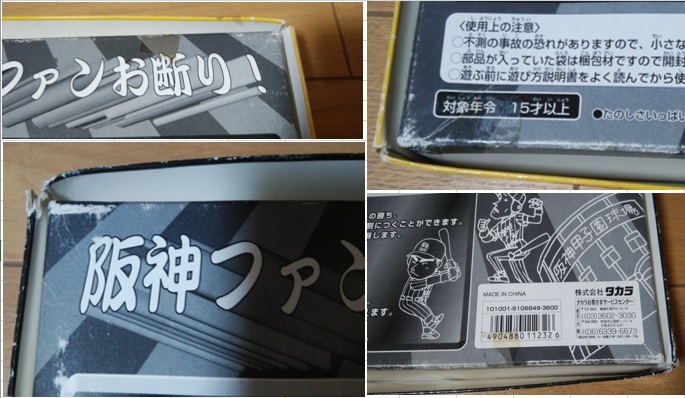 ファンお断り!
〈使用上の注意〉
○不測の事故の恐れがありますので、小さな
○部品が入っていた袋は梱包材ですので開封
○遊ぶ前に遊び方説明書をよく読んでから使
対象年令 15才以上
●たのしさいっぱい
阪神ファン
の勝ち。
につくことができます。
します。
ます。
阪神甲子園球場
MADE IN CHINA
101001-5106849-3600
4904880112326
株式会社 タカラ
タカラお客さまサービスセンター
(03)3602-3030
(06)6339-6673